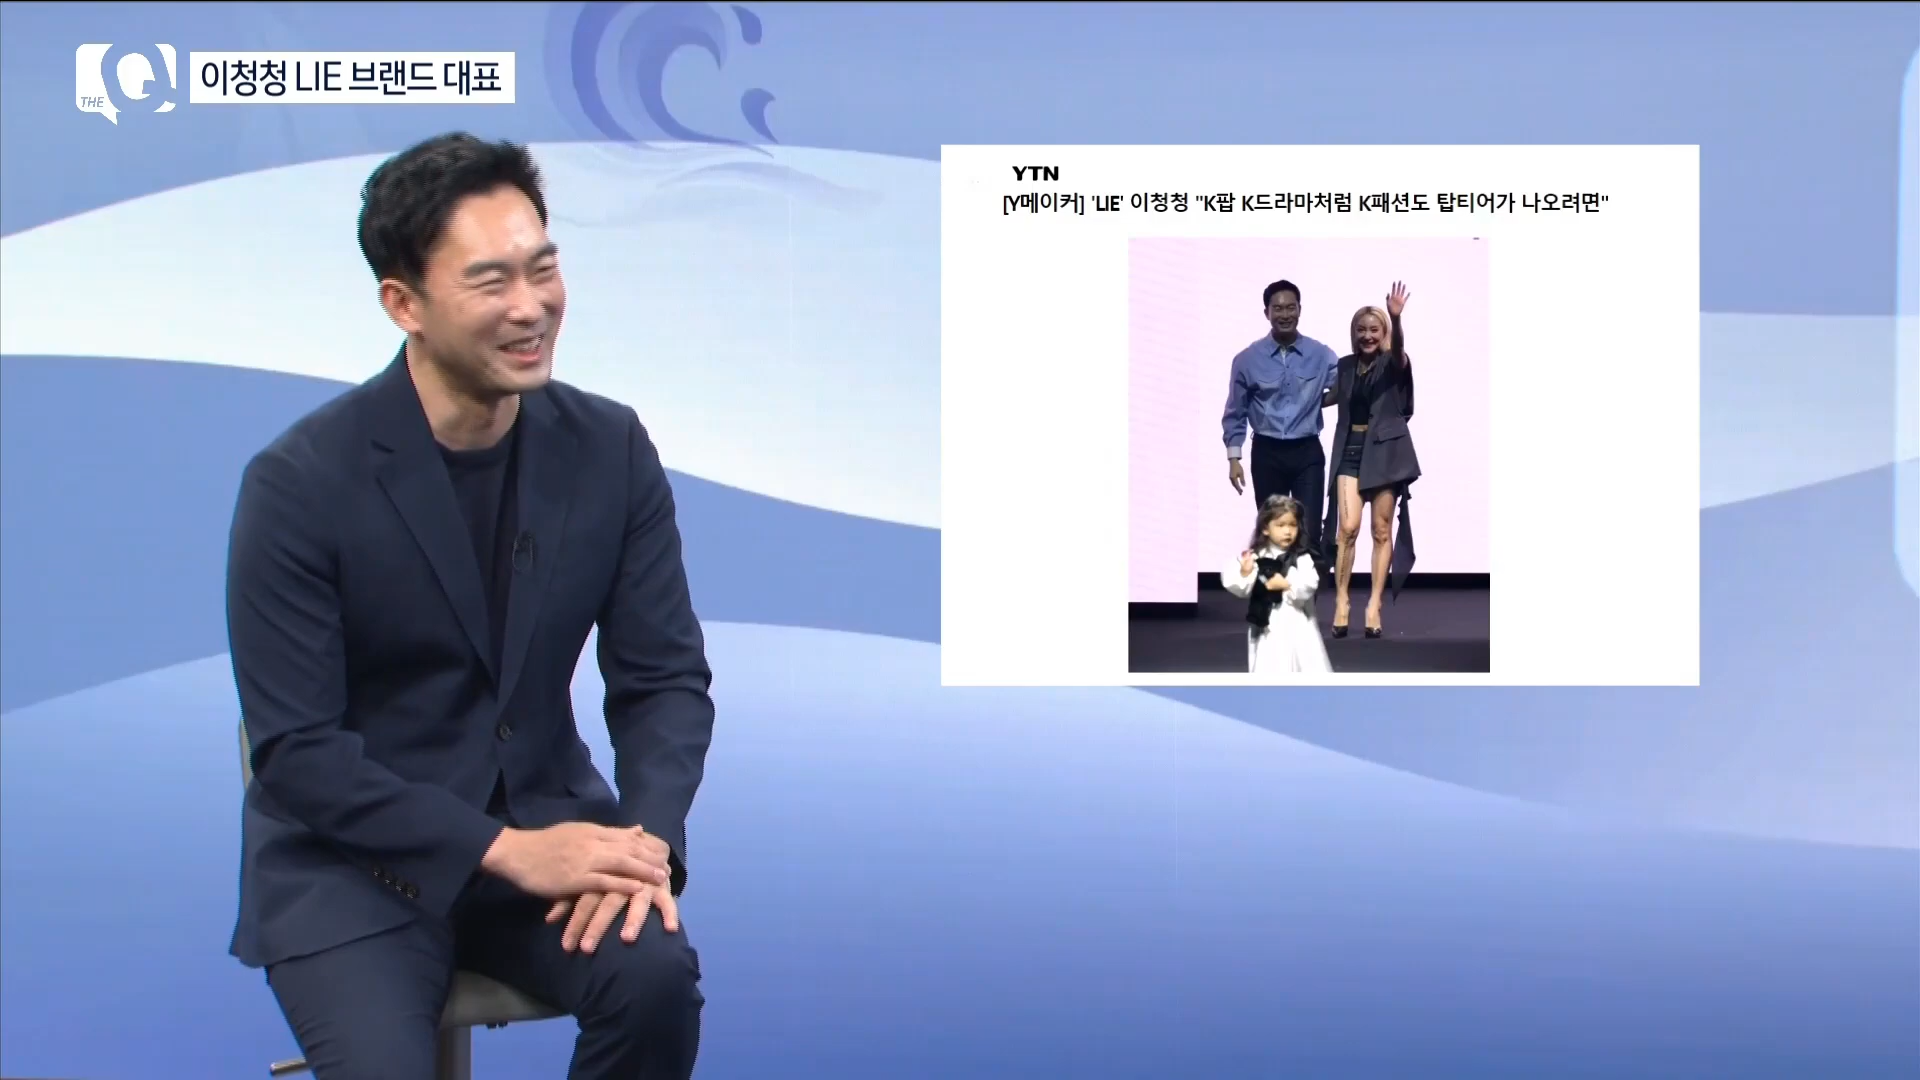 THE Q
이청청 LIE 브랜드 대표
YTN
[Y메이커] 'LIE' 이청청 "K팝 K드라마처럼 K패션도 탑티어가 나오려면"